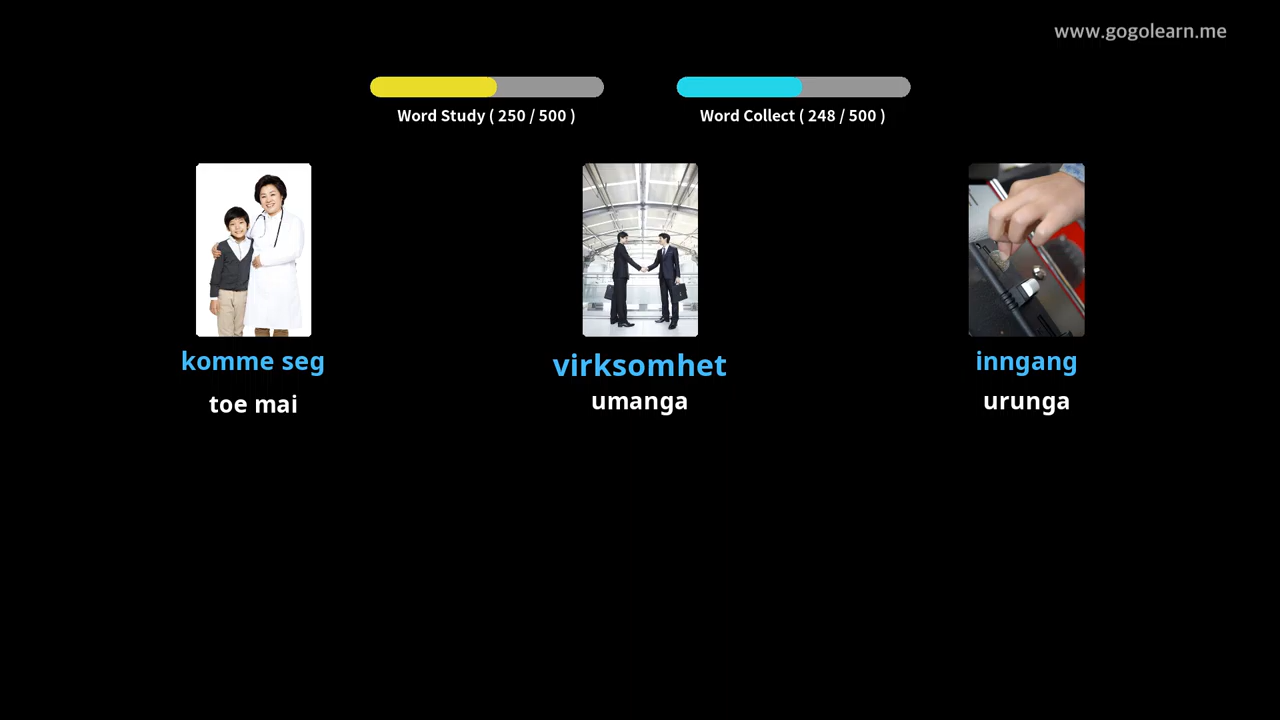 www.gogolearn.me
Word Study ( 250 / 500 )
Word Collect ( 248 / 500 )
komme seg
toe mai
virksomhet
umanga
inngang
urunga